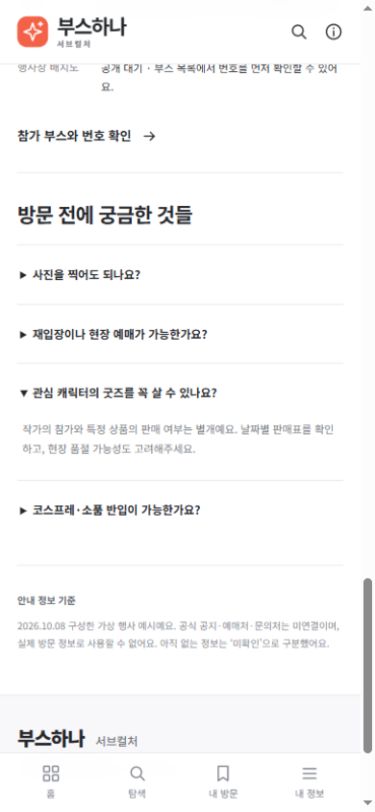 부스하나
서브컬처
행사장 배치도 공개 대기 · 부스 목록에서 번호를 먼저 확인할 수 있어
요.
참가 부스와 번호 확인 →
방문 전에 궁금한 것들
▶ 사진을 찍어도 되나요?
▶ 재입장이나 현장 예매가 가능한가요?
▼ 관심 캐릭터의 굿즈를 꼭 살 수 있나요?
작가의 참가와 특정 상품의 판매 여부는 별개예요. 날짜별 판매표를 확인
하고, 현장 품절 가능성도 고려해주세요.
▶ 코스프레·소품 반입이 가능한가요?
안내 정보 기준
2026.10.08 구성한 가상 행사 예시예요. 공식 공지·예매처·문의처는 미연결이며,
실제 방문 정보로 사용할 수 없어요. 아직 없는 정보는 '미확인'으로 구분했어요.
부스하나 서브컬처
홈 탐색 내 방문 내 정보